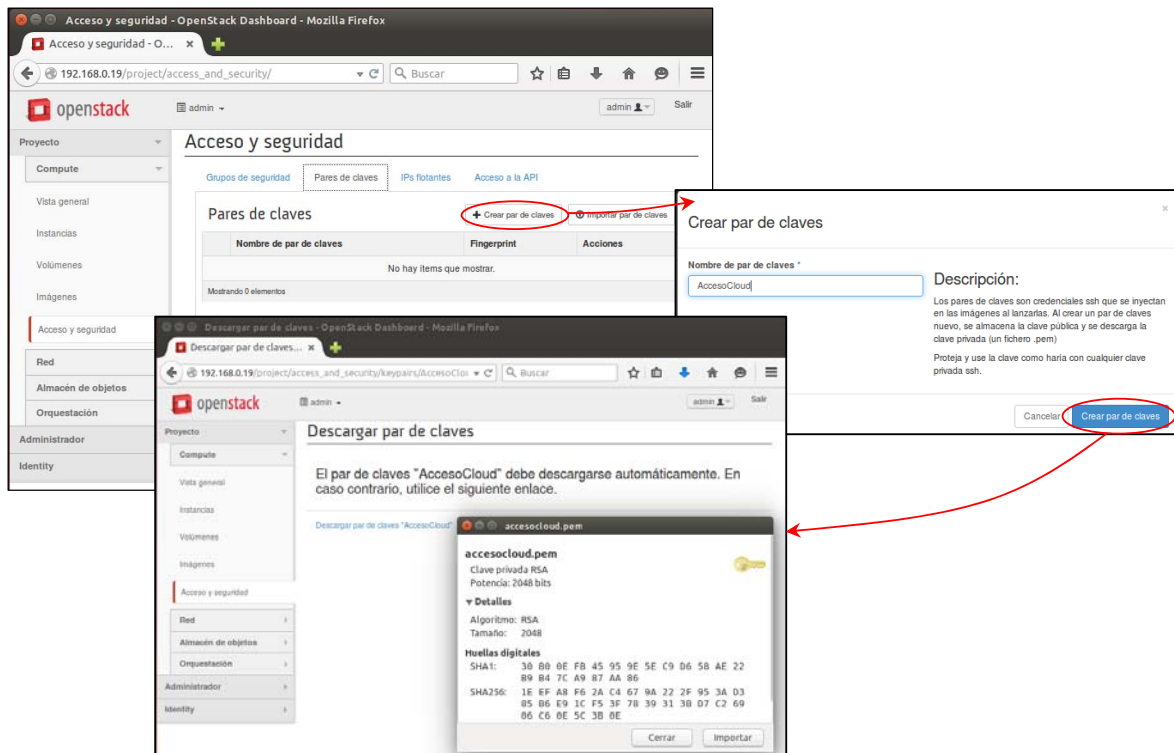 Acceso y seguridad - OpenStack Dashboard - Mozilla Firefox
Acceso y seguridad - O...
192.168.0.19/project/access_and_security/
Buscar
openstack
admin
admin
Salir
Proyecto
Compute
Vista general
Instancias
Volúmenes
Imágenes
Acceso y seguridad
Red
Almacén de objetos
Orquestación
Administrador
Identity
Acceso y seguridad
Grupos de seguridad
Pares de claves
IPs flotantes
Acceso a la API
Pares de claves
Crear par de claves
Importar par de claves
Nombre de par de claves
Fingerprint
Acciones
No hay ítems que mostrar.
Mostrando 0 elementos
Crear par de claves
Nombre de par de claves *
AccesoCloud
Descripción:
Los pares de claves son credenciales ssh que se inyectan
en las imágenes al lanzarlas. Al crear un par de claves
nuevo, se almacena la clave pública y se descarga la
clave privada (un fichero .pem)
Proteja y use la clave como haría con cualquier clave
privada ssh.
Cancelar
Crear par de claves
Descargar par de claves - OpenStack Dashboard - Mozilla Firefox
Descargar par de claves...
192.168.0.19/project/access_and_security/keypairs/AccesoClo
Buscar
openstack
admin
admin
Salir
Proyecto
Compute
Vista general
Instancias
Volúmenes
Imágenes
Acceso y seguridad
Red
Almacén de objetos
Orquestación
Administrador
Identity
Descargar par de claves
El par de claves "AccesoCloud" debe descargarse automáticamente. En
caso contrario, utilice el siguiente enlace.
Descargar par de claves "AccesoCloud"
accesocloud.pem
accesocloud.pem
Clave privada RSA
Potencia: 2048 bits
Detalles
Algoritmo: RSA
Tamaño: 2048
Huellas digitales
SHA1: 30 B0 0E FB 45 95 9E 5E C9 D6 58 AE 22
B9 B4 7C A9 87 AA 86
SHA256: 1E EF A8 F6 2A C4 67 9A 22 2F 95 3A D3
85 B6 E9 1C F5 3F 78 39 31 3B D7 C2 69
06 C6 0E 5C 3B 0E
Cerrar
Importar